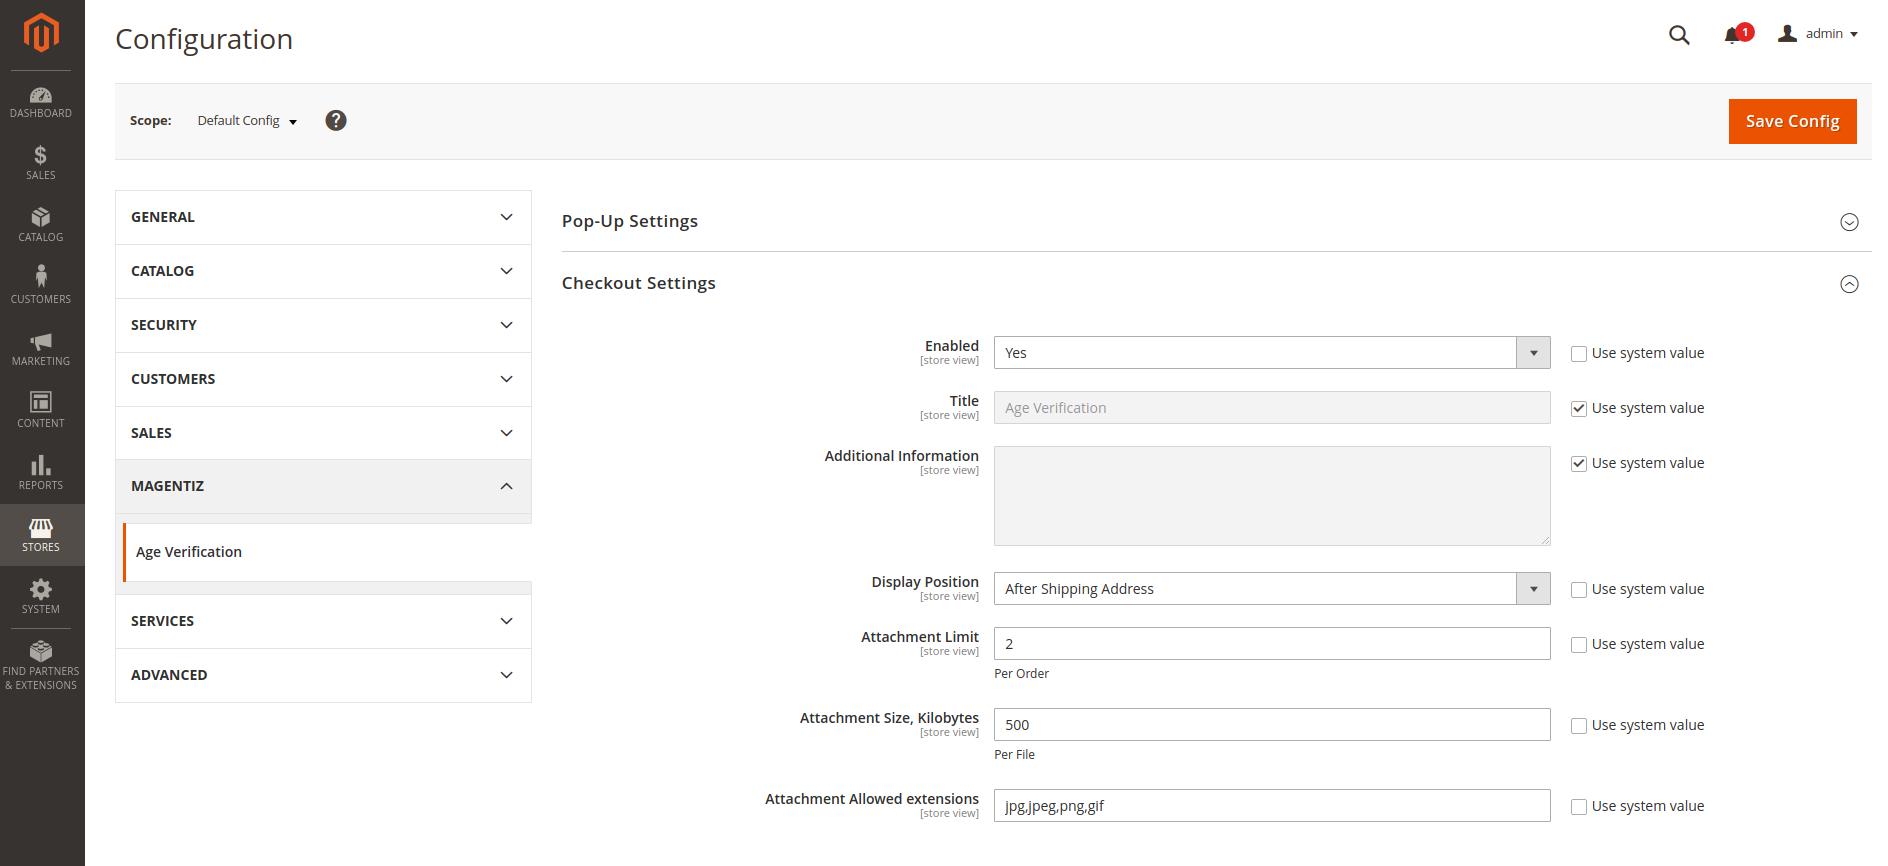 Configuration
1
admin
DASHBOARD
SALES
CATALOG
CUSTOMERS
MARKETING
CONTENT
REPORTS
STORES
SYSTEM
FIND PARTNERS
& EXTENSIONS
Scope: Default Config ?
Save Config
GENERAL
CATALOG
SECURITY
CUSTOMERS
SALES
MAGENTIZ
Age Verification
SERVICES
ADVANCED
Pop-Up Settings
Checkout Settings
Enabled
[store view]
Yes
Use system value
Title
[store view]
Age Verification
Use system value
Additional Information
[store view]
Use system value
Display Position
[store view]
After Shipping Address
Use system value
Attachment Limit
[store view]
2
Use system value
Per Order
Attachment Size, Kilobytes
[store view]
500
Use system value
Per File
Attachment Allowed extensions
[store view]
jpg,jpeg,png,gif
Use system value